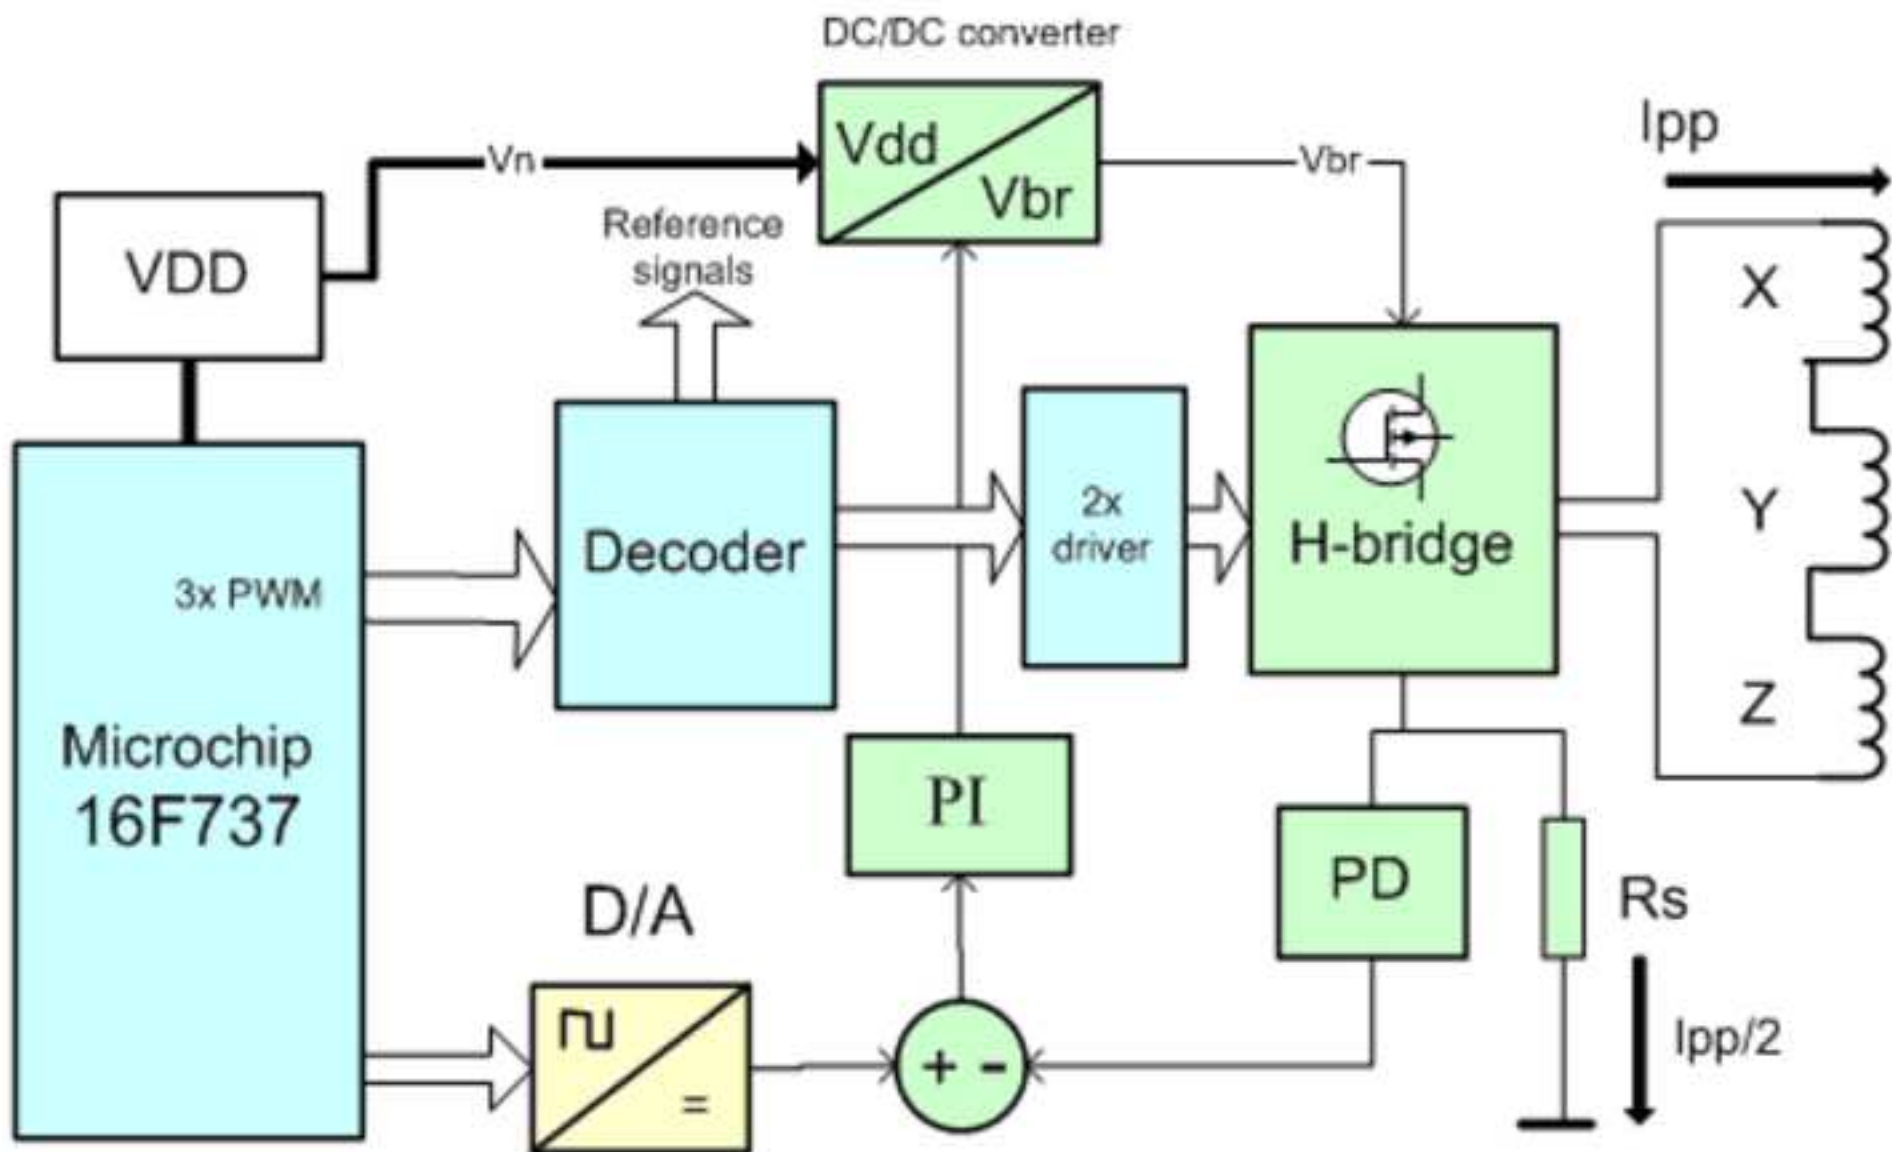 DC/DC converter
Vdd
Vbr
Vn
Vbr
Ipp
VDD
Reference
signals
X
Y
Z
Decoder
2x
driver
H-bridge
3x PWM
Microchip
16F737
PI
PD
Rs
D/A
=
+ -
Ipp/2